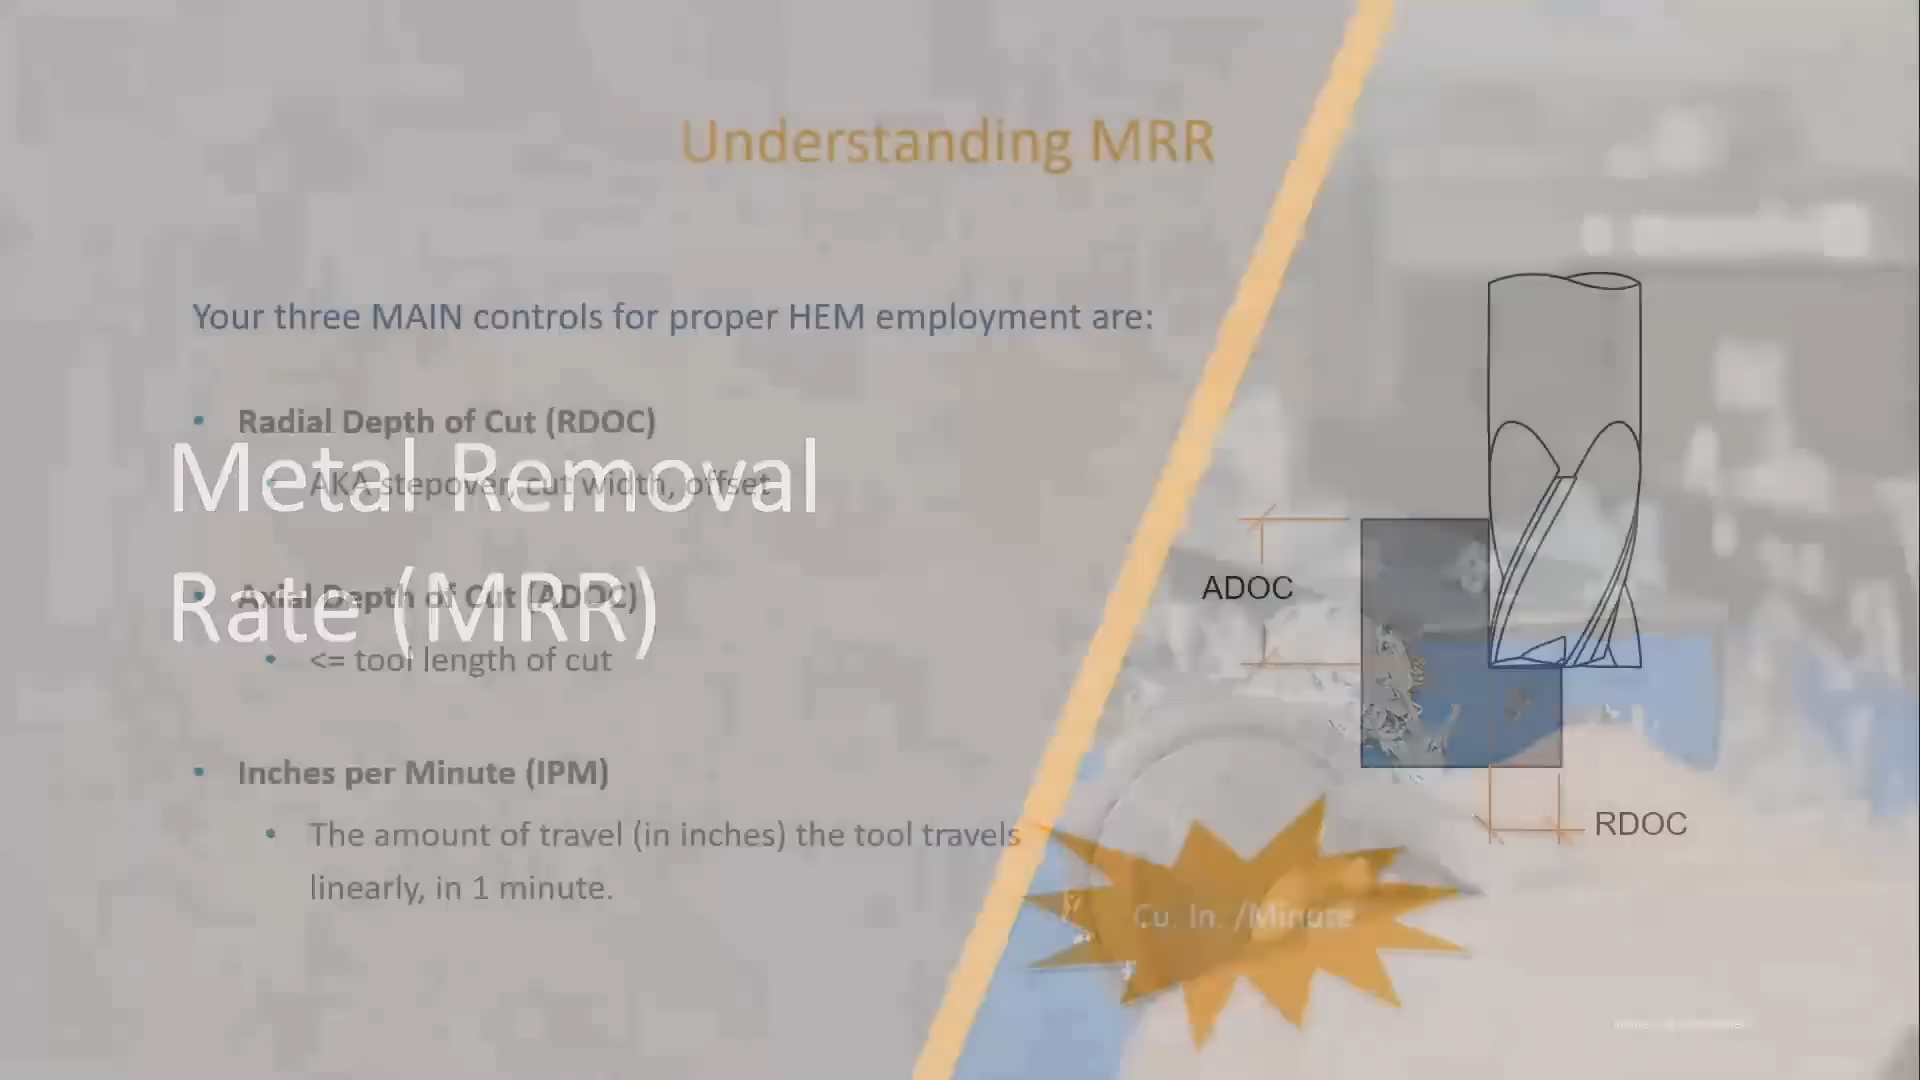 Understanding MRR
Your three MAIN controls for proper HEM employment are:
• Radial Depth of Cut (RDOC)
• AKA stepover, cut width, offset
Metal Removal
• Axial Depth of Cut (ADOC)
Rate (MRR)
• <= tool length of cut
• Inches per Minute (IPM)
• The amount of travel (in inches) the tool travels
linearly, in 1 minute.
ADOC
RDOC
Cu. In. /Minute